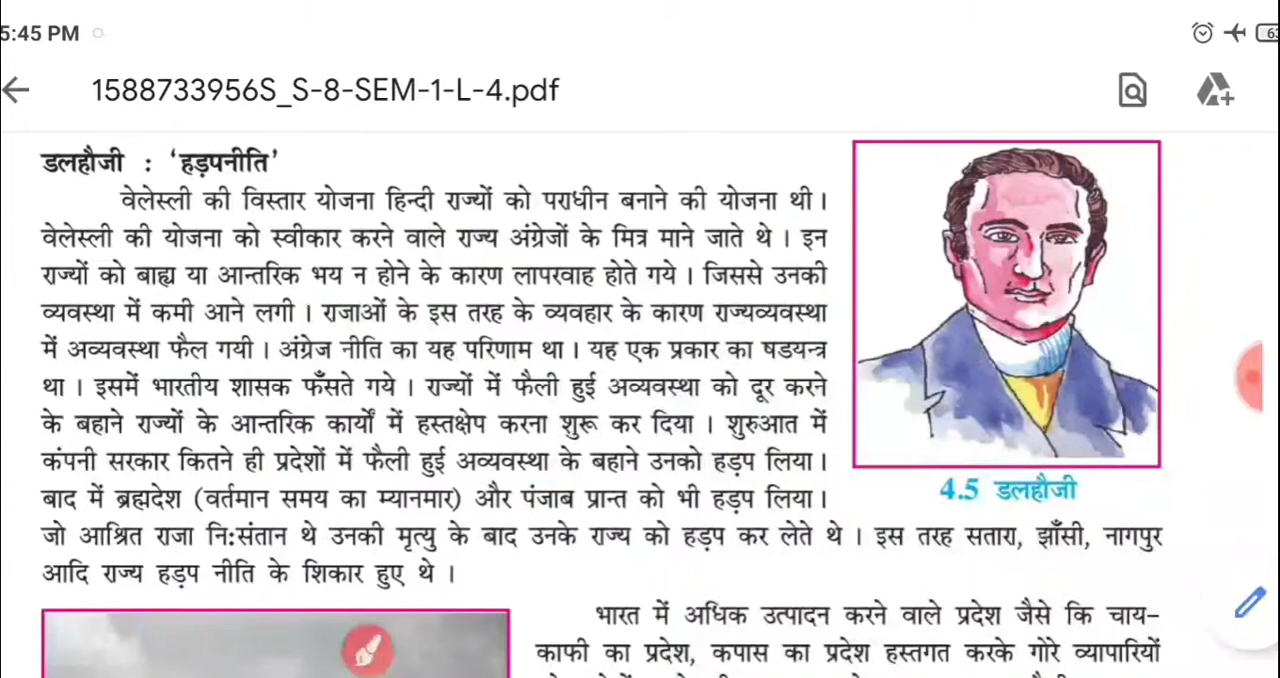 5:45 PM
63
1588733956S_S-8-SEM-1-L-4.pdf
डलहौजी : ‘हड़पनीति’
वेलेस्ली की विस्तार योजना हिन्दी राज्यों को पराधीन बनाने की योजना थी ।
वेलेस्ली की योजना को स्वीकार करने वाले राज्य अंग्रेजों के मित्र माने जाते थे । इन
राज्यों को बाह्य या आन्तरिक भय न होने के कारण लापरवाह होते गये । जिससे उनकी
व्यवस्था में कमी आने लगी । राजाओं के इस तरह के व्यवहार के कारण राज्यव्यवस्था
में अव्यवस्था फैल गयी । अंग्रेज नीति का यह परिणाम था । यह एक प्रकार का षडयन्त्र
था । इसमें भारतीय शासक फँसते गये । राज्यों में फैली हुई अव्यवस्था को दूर करने
के बहाने राज्यों के आन्तरिक कार्यों में हस्तक्षेप करना शुरू कर दिया । शुरुआत में
कंपनी सरकार कितने ही प्रदेशों में फैली हुई अव्यवस्था के बहाने उनको हड़प लिया ।
बाद में ब्रह्मदेश (वर्तमान समय का म्यानमार) और पंजाब प्रान्त को भी हड़प लिया ।
4.5 डलहौजी
जो आश्रित राजा नि:संतान थे उनकी मृत्यु के बाद उनके राज्य को हड़प कर लेते थे । इस तरह सतारा, झाँसी, नागपुर
आदि राज्य हड़प नीति के शिकार हुए थे ।
भारत में अधिक उत्पादन करने वाले प्रदेश जैसे कि चाय-
काफी का प्रदेश, कपास का प्रदेश हस्तगत करके गोरे व्यापारियों